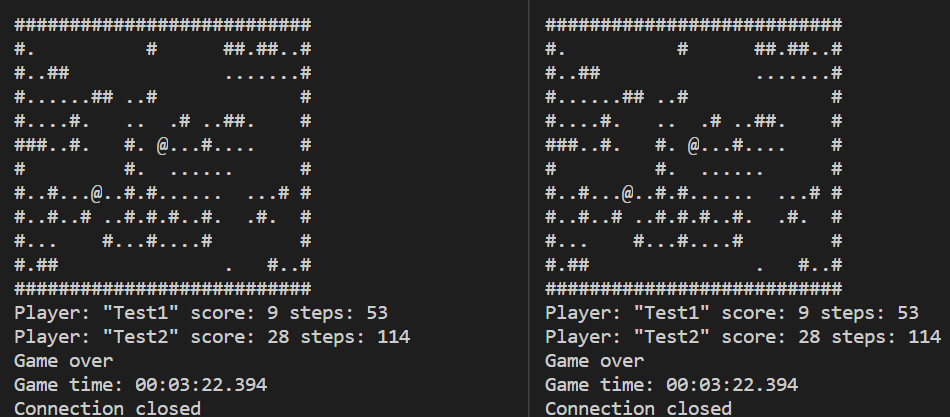 ###########################
#.          #      ##.##..#
#..##              .......#
#......## ..#             #
#....#.   ..  .# ..##.    #
###..#.   #. @...#....    #
#         #.  ......      #
#..#...@..#.#......  ...# #
#..#..# ..#.#.#..#.  .#.  #
#...    #...#....#        #
#.##               .   #..#
###########################
Player: "Test1" score: 9 steps: 53
Player: "Test2" score: 28 steps: 114
Game over
Game time: 00:03:22.394
Connection closed
###########################
#.          #      ##.##..#
#..##              .......#
#......## ..#             #
#....#.   ..  .# ..##.    #
###..#.   #. @...#....    #
#         #.  ......      #
#..#...@..#.#......  ...# #
#..#..# ..#.#.#..#.  .#.  #
#...    #...#....#        #
#.##               .   #..#
###########################
Player: "Test1" score: 9 steps: 53
Player: "Test2" score: 28 steps: 114
Game over
Game time: 00:03:22.394
Connection closed